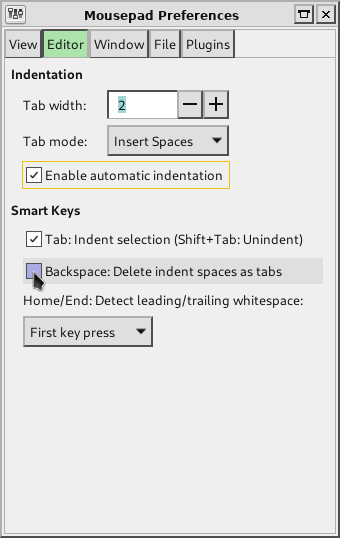 Mousepad Preferences
View Editor Window File Plugins
Indentation
Tab width: 2
Tab mode: Insert Spaces
Enable automatic indentation
Smart Keys
Tab: Indent selection (Shift+Tab: Unindent)
Backspace: Delete indent spaces as tabs
Home/End: Detect leading/trailing whitespace:
First key press